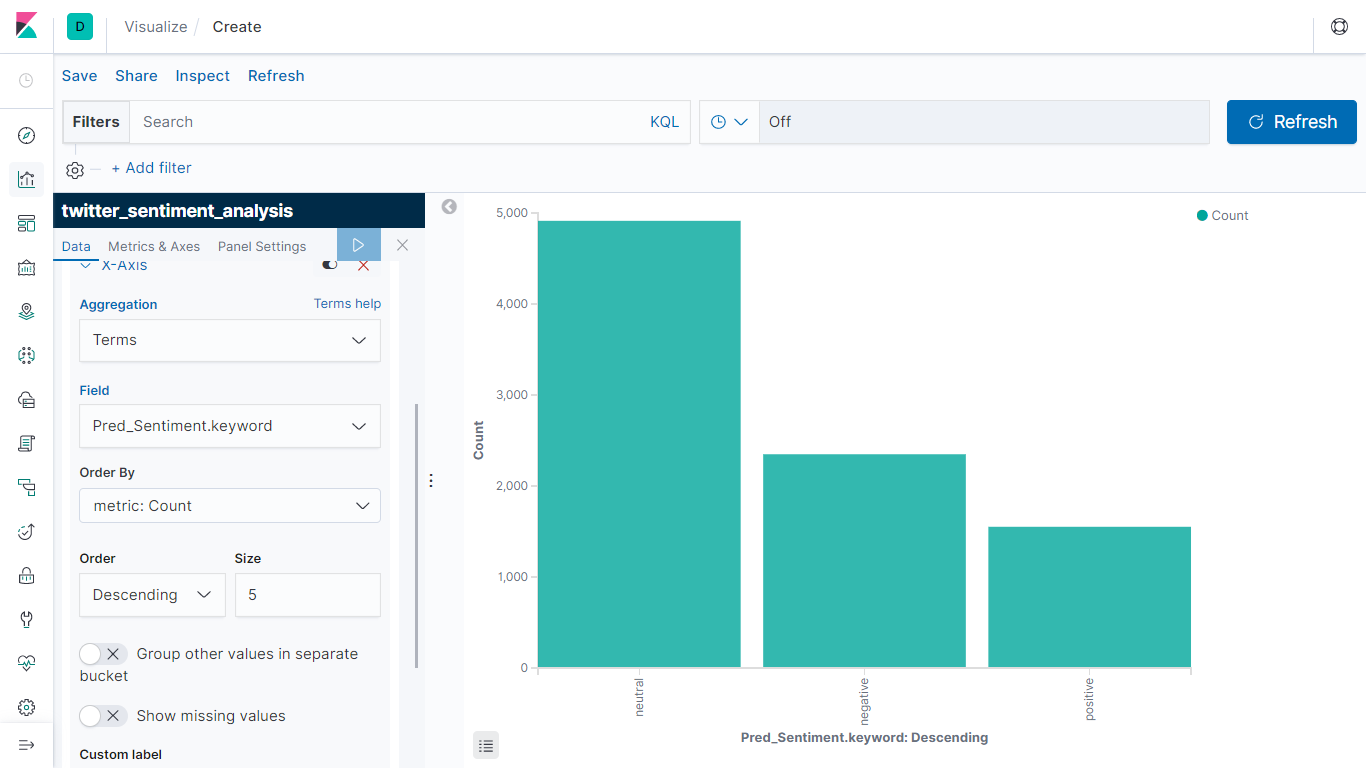 D Visualize / Create
Save Share Inspect Refresh
Filters Search KQL Off Refresh
+ Add filter
twitter_sentiment_analysis
Data Metrics & Axes Panel Settings
X-Axis
Aggregation Terms help
Terms
Field
Pred_Sentiment.keyword
Order By
metric: Count
Order Size
Descending 5
Group other values in separate
bucket
Show missing values
Custom label
5,000
4,000
3,000
2,000
1,000
0
Count
neutral
negative
positive
Pred_Sentiment.keyword: Descending
Count